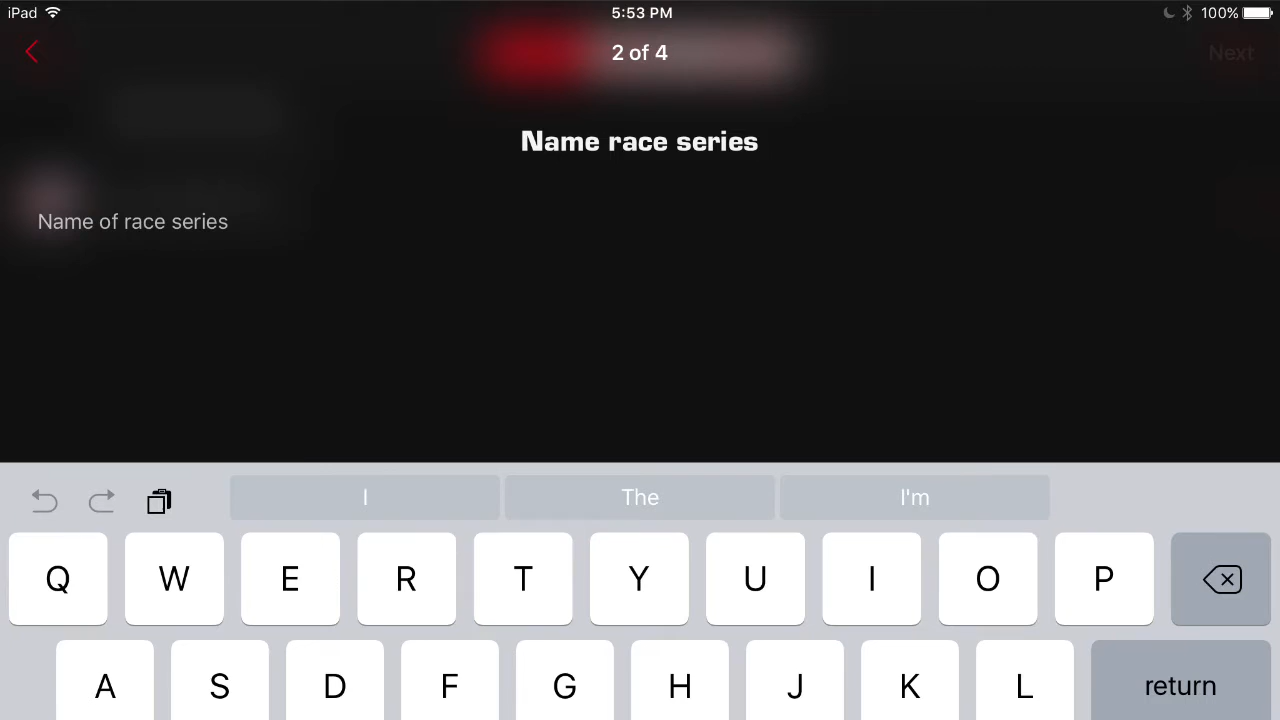 iPad 5:53 PM 100%
2 of 4 Next
Name race series
Name of race series
I The I'm
Q W E R T Y U I O P
A S D F G H J K L return